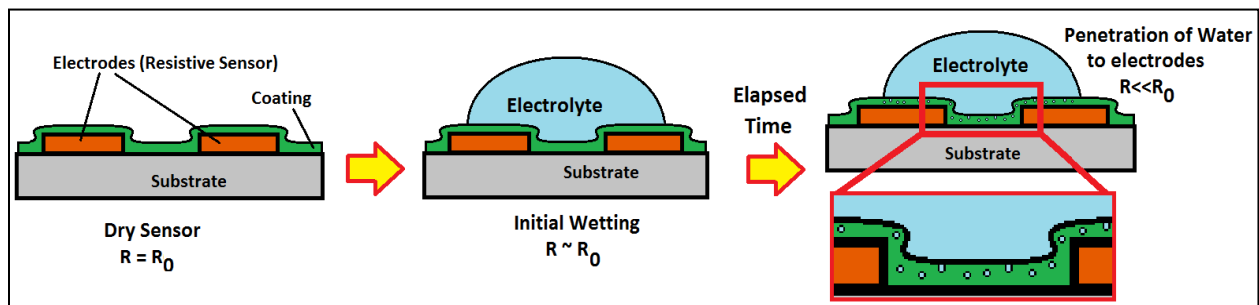 Electrodes (Resistive Sensor)
Coating
Substrate
Dry Sensor
R = R0
Electrolyte
Substrate
Initial Wetting
R ~ R0
Elapsed
Time
Penetration of Water
to electrodes
R<<R0
Electrolyte
Substrate